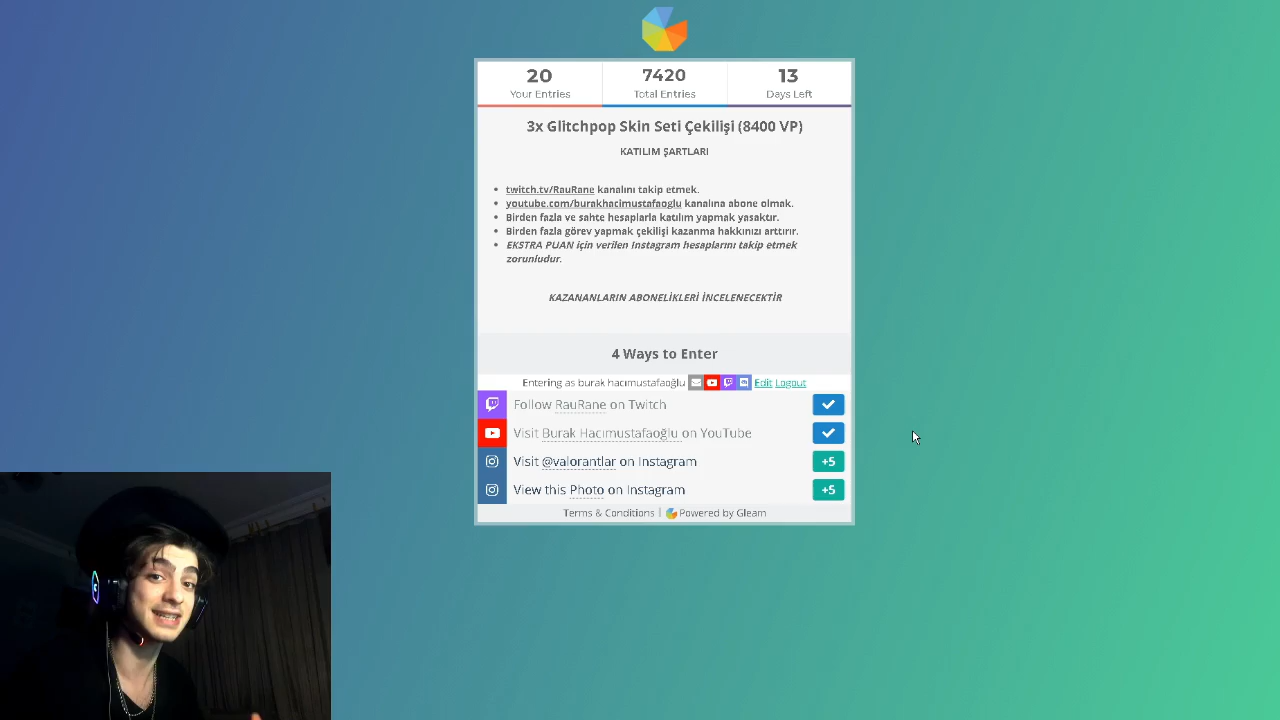 20
Your Entries
7420
Total Entries
13
Days Left
3x Glitchpop Skin Seti Çekilişi (8400 VP)
KATILIM ŞARTLARI
twitch.tv/RauRane kanalını takip etmek.
youtube.com/burakhacimustafaoglu kanalına abone olmak.
Birden fazla ve sahte hesaplarla katılım yapmak yasaktır.
Birden fazla görev yapmak çekilişi kazanma hakkınızı arttırır.
EKSTRA PUAN için verilen Instagram hesaplarını takip etmek
zorunludur.
KAZANANLARIN ABONELİKLERİ İNCELENECEKTİR
4 Ways to Enter
Entering as burak hacımustafaoğlu Edit Logout
Follow RauRane on Twitch
Visit Burak Hacımustafaoğlu on YouTube
Visit @valorantlar on Instagram +5
View this Photo on Instagram +5
Terms & Conditions | Powered by Gleam